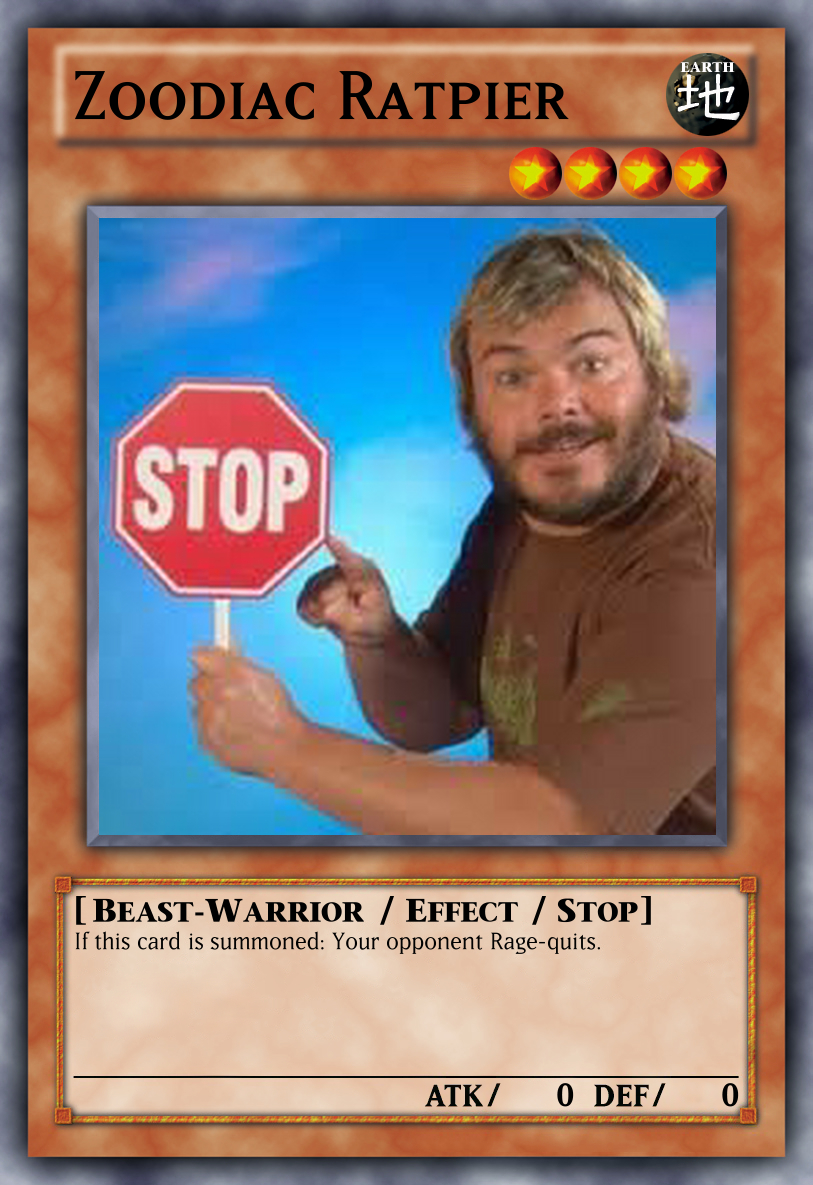 Zoodiac Ratpier
EARTH
地
STOP
[ Beast-Warrior / Effect / Stop ]
If this card is summoned: Your opponent Rage-quits.
ATK/ 0 DEF/ 0